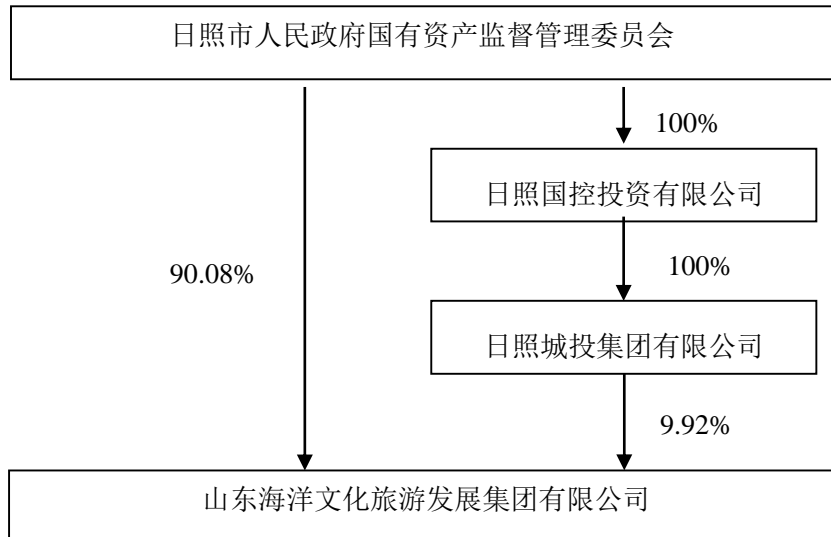 日照市人民政府国有资产监督管理委员会
100%
日照国控投资有限公司
90.08%
100%
日照城投集团有限公司
9.92%
山东海洋文化旅游发展集团有限公司